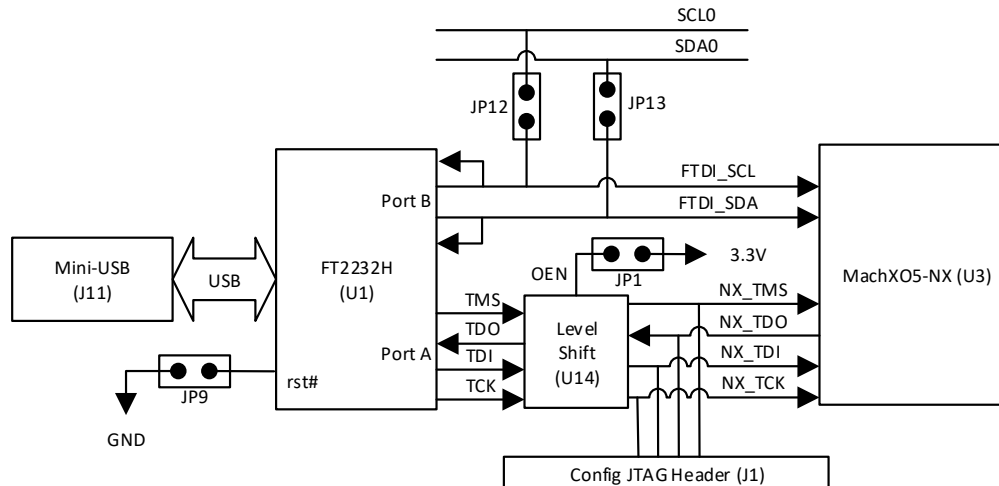 SCL0
SDA0
JP12
JP13
FTDI_SCL
Port B
FTDI_SDA
Mini-USB
(J11)
USB
FT2232H
(U1)
OEN
JP1
3.3V
MachXO5-NX (U3)
TMS
NX_TMS
TDO
Level
Shift
(U14)
NX_TDO
Port A
TDI
NX_TDI
rst#
TCK
NX_TCK
JP9
GND
Config JTAG Header (J1)